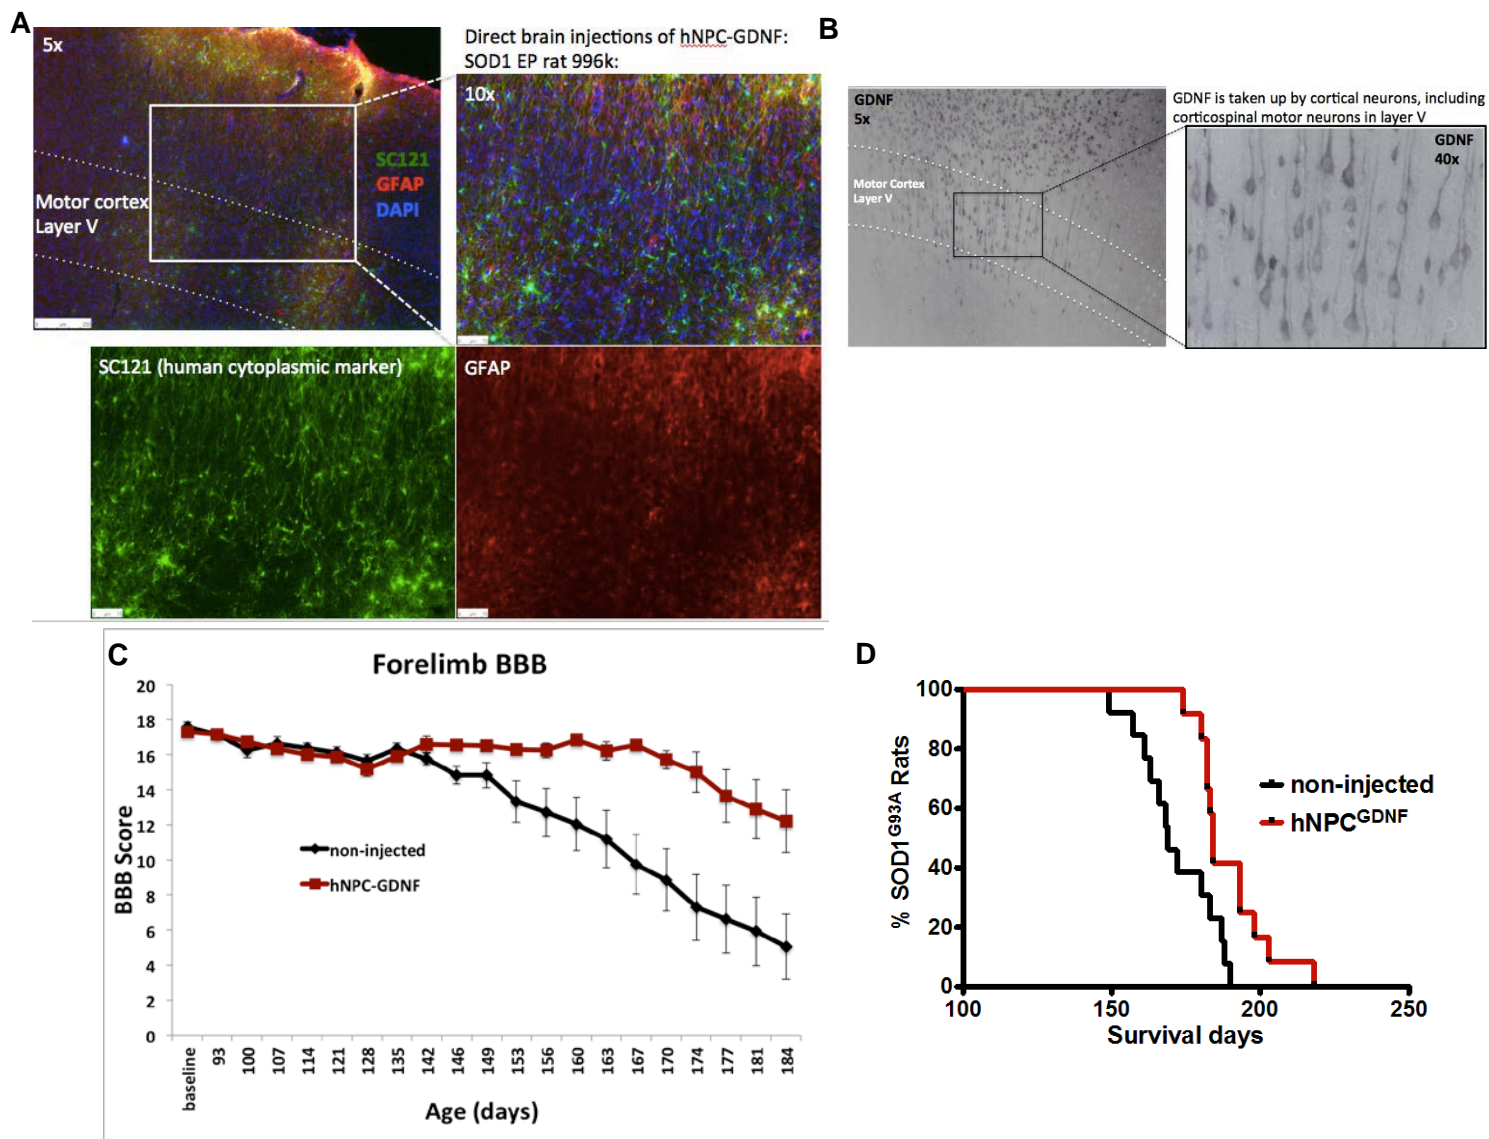 A
5x
Direct brain injections of hNPC-GDNF:
SOD1 EP rat 996k:
10x
SC121
GFAP
DAPI
Motor cortex
Layer V
SC121 (human cytoplasmic marker)
GFAP
B
GDNF
5x
GDNF is taken up by cortical neurons, including
corticospinal motor neurons in layer V
GDNF
40x
Motor Cortex
Layer V
C
Forelimb BBB
20
18
16
14
12
10
8
6
4
2
0
BBB Score
non-injected
hNPC-GDNF
baseline
93
100
107
114
121
128
135
142
146
149
153
156
160
163
167
170
174
177
181
184
Age (days)
D
100
80
60
40
20
0
% SOD1G93A Rats
non-injected
hNPCGDNF
100
150
200
250
Survival days